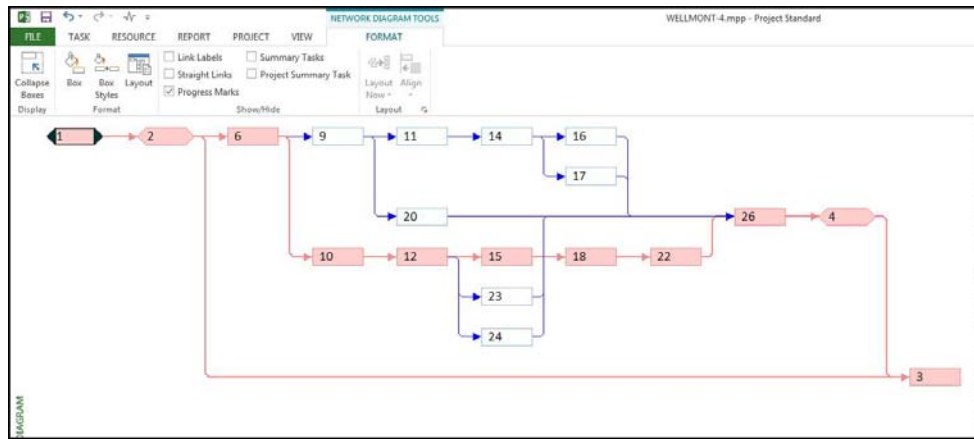 NETWORK DIAGRAM TOOLS WELLMONT-4.mpp - Project Standard
FILE TASK RESOURCE REPORT PROJECT VIEW FORMAT
Collapse Boxes
Display
Box
Box Styles
Layout
Format
Link Labels
Straight Links
Progress Marks
Summary Tasks
Project Summary Task
Show/Hide
Layout Now
Align
Layout
1 2 6 9 11 14 16
17
20 26 4
10 12 15 18 22
23
24
3
DIAGRAM